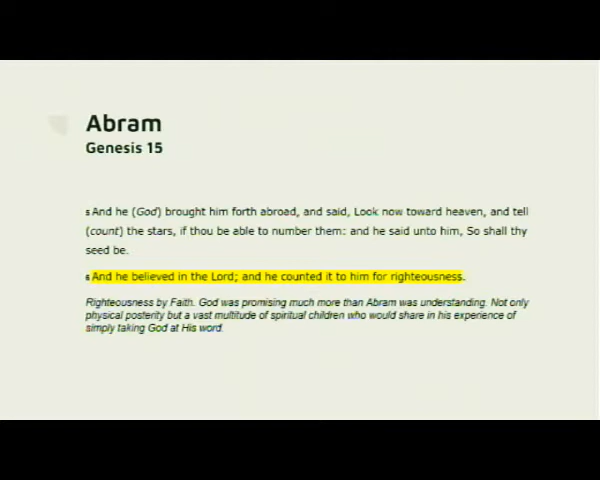 Abram
Genesis 15
5 And he (God) brought him forth abroad, and said, Look now toward heaven, and tell
(count) the stars, if thou be able to number them: and he said unto him, So shall thy
seed be.
6 And he believed in the Lord; and he counted it to him for righteousness.
Righteousness by Faith. God was promising much more than Abram was understanding. Not only
physical posterity but a vast multitude of spiritual children who would share in his experience of
simply taking God at His word.